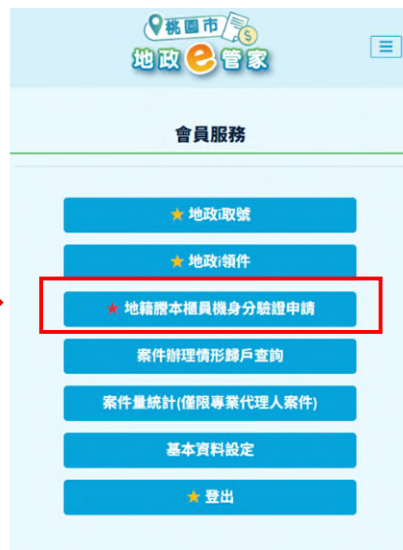 桃園市
地政e管家
會員服務
★ 地政i取號
★ 地政i領件
★ 地籍謄本櫃員機身分驗證申請
案件辦理情形歸戶查詢
案件量統計(僅限專業代理人案件)
基本資料設定
★ 登出